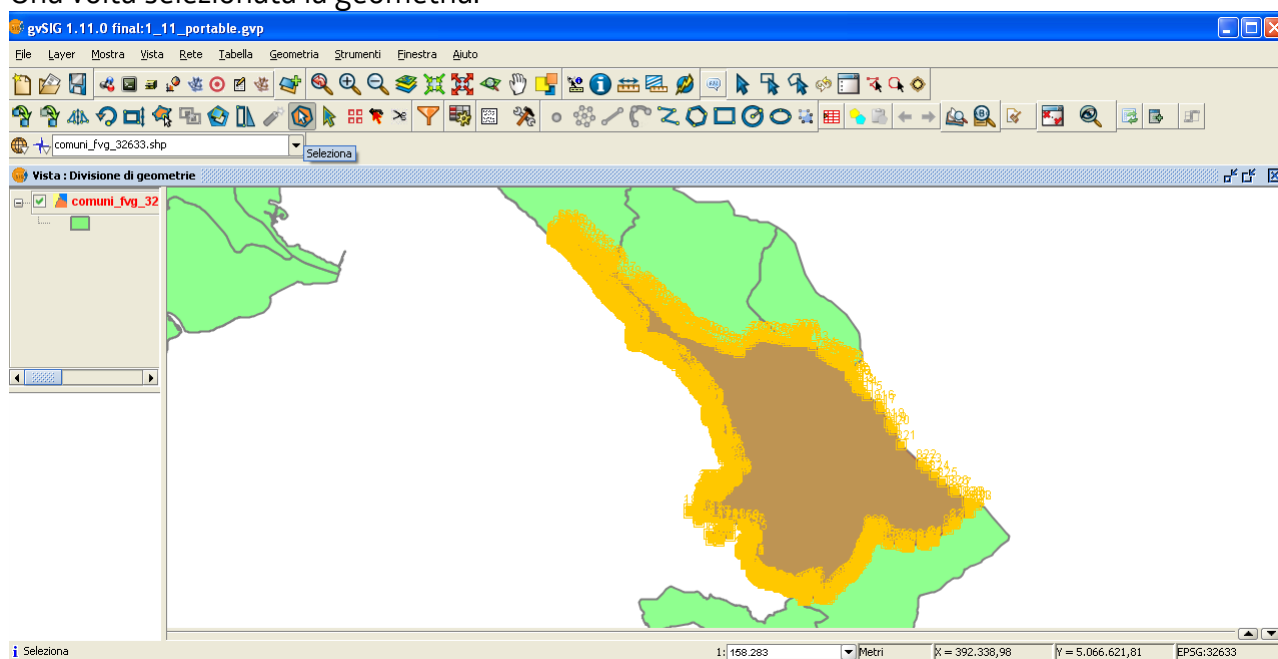 Una volta selezionata la geometria.
gvSIG 1.11.0 final:1_11_portable.gvp
File Layer Mostra Vista Rete Tabella Geometria Strumenti Finestra Aiuto
comuni_fvg_32633.shp
Seleziona
Vista : Divisione di geometrie
comuni_fvg_32
Seleziona
1: 158.283 Metri X = 392.338,98 Y = 5.066.621,81 EPSG:32633